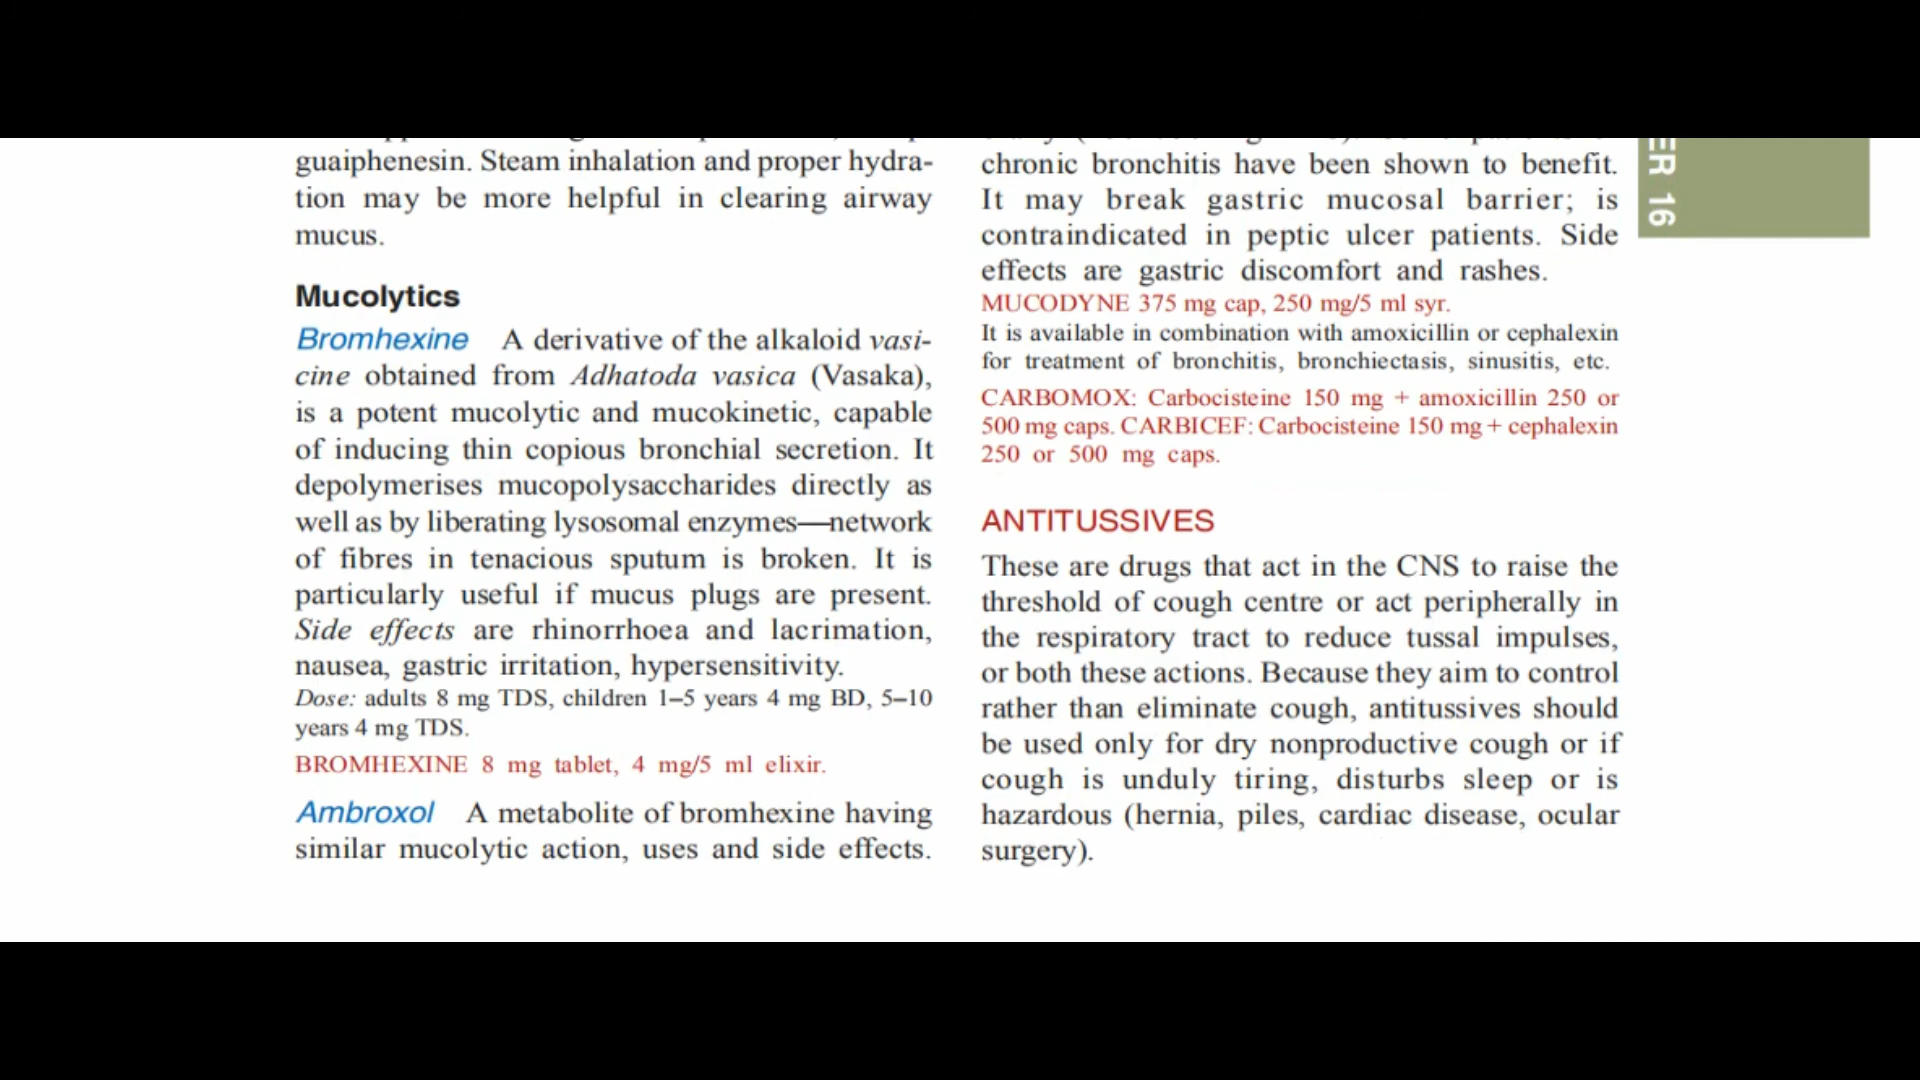 guaiphenesin. Steam inhalation and proper hydra-
tion may be more helpful in clearing airway
mucus.
Mucolytics
Bromhexine A derivative of the alkaloid vasi-
cine obtained from Adhatoda vasica (Vasaka),
is a potent mucolytic and mucokinetic, capable
of inducing thin copious bronchial secretion. It
depolymerises mucopolysaccharides directly as
well as by liberating lysosomal enzymes—network
of fibres in tenacious sputum is broken. It is
particularly useful if mucus plugs are present.
Side effects are rhinorrhoea and lacrimation,
nausea, gastric irritation, hypersensitivity.
Dose: adults 8 mg TDS, children 1–5 years 4 mg BD, 5–10
years 4 mg TDS.
BROMHEXINE 8 mg tablet, 4 mg/5 ml elixir.
Ambroxol A metabolite of bromhexine having
similar mucolytic action, uses and side effects.
chronic bronchitis have been shown to benefit.
It may break gastric mucosal barrier; is
contraindicated in peptic ulcer patients. Side
effects are gastric discomfort and rashes.
MUCODYNE 375 mg cap, 250 mg/5 ml syr.
It is available in combination with amoxicillin or cephalexin
for treatment of bronchitis, bronchiectasis, sinusitis, etc.
CARBOMOX: Carbocisteine 150 mg + amoxicillin 250 or
500 mg caps. CARBICEF: Carbocisteine 150 mg + cephalexin
250 or 500 mg caps.
ANTITUSSIVES
These are drugs that act in the CNS to raise the
threshold of cough centre or act peripherally in
the respiratory tract to reduce tussal impulses,
or both these actions. Because they aim to control
rather than eliminate cough, antitussives should
be used only for dry nonproductive cough or if
cough is unduly tiring, disturbs sleep or is
hazardous (hernia, piles, cardiac disease, ocular
surgery).
ER 16